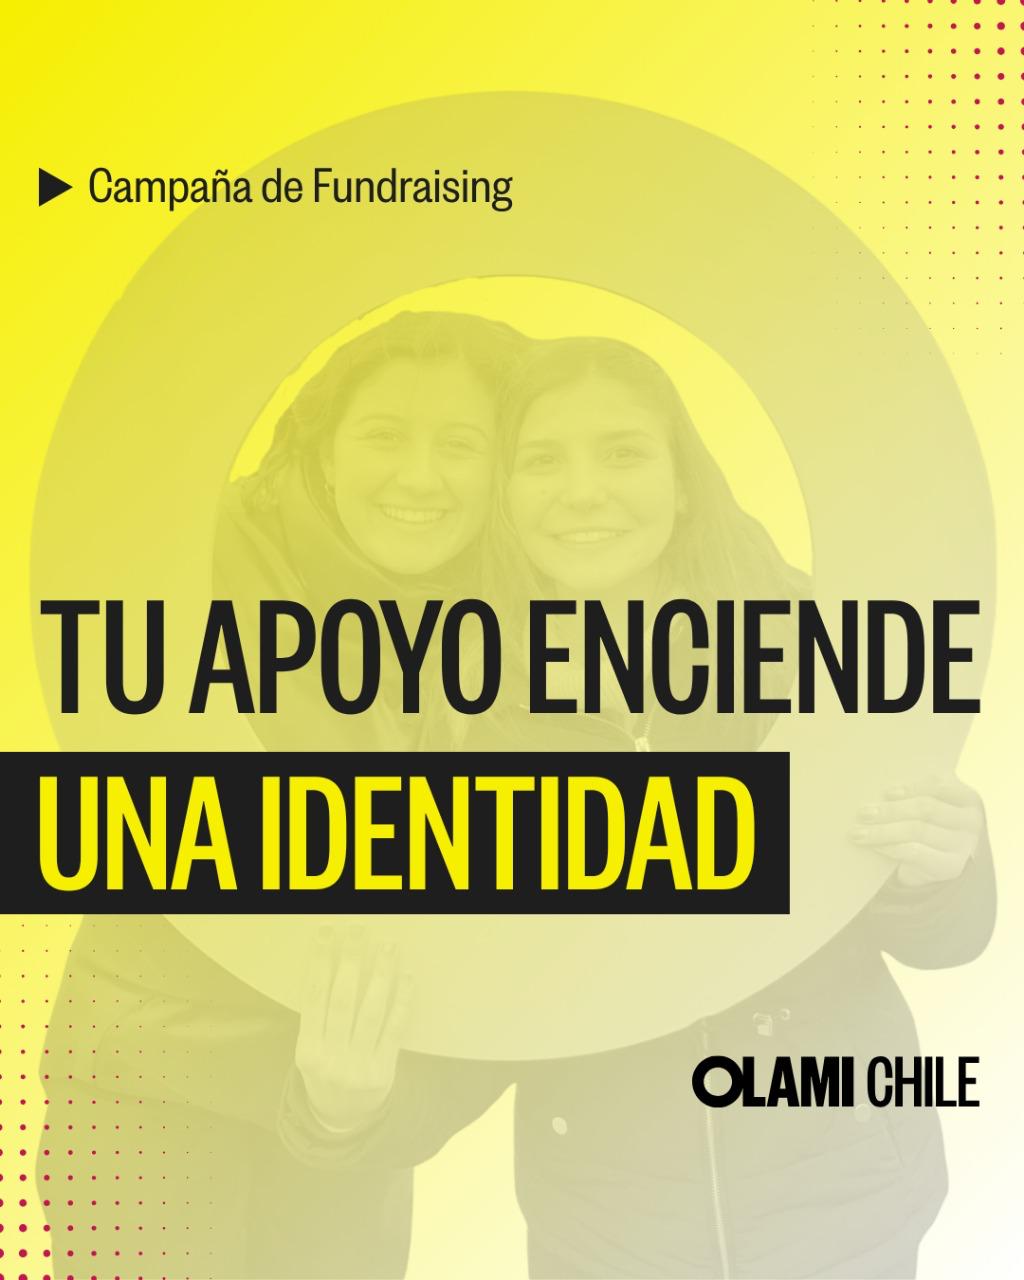 Campaña de Fundraising
TU APOYO ENCIENDE
UNA IDENTIDAD
OLAMI CHILE